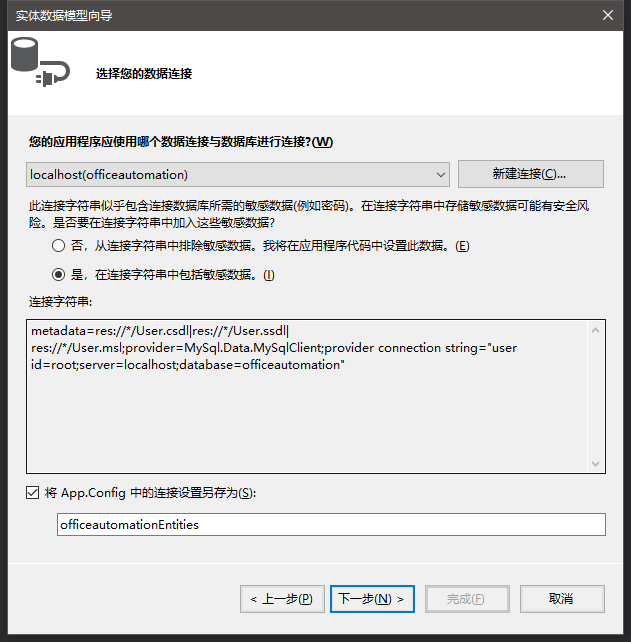 实体数据模型向导
选择您的数据连接
您的应用程序应使用哪个数据连接与数据库进行连接?(W)
localhost(officeautomation)
新建连接(C)...
此连接字符串似乎包含连接数据库所需的敏感数据(例如密码)。在连接字符串中存储敏感数据可能有安全风
险。是否要在连接字符串中加入这些敏感数据?
否，从连接字符串中排除敏感数据。我将在应用程序代码中设置此数据。(E)
是，在连接字符串中包括敏感数据。(I)
连接字符串:
metadata=res://*/User.csdl|res://*/User.ssdl|
res://*/User.msl;provider=MySql.Data.MySqlClient;provider connection string="user
id=root;server=localhost;database=officeautomation"
将 App.Config 中的连接设置另存为(S):
officeautomationEntities
< 上一步(P)
下一步(N) >
完成(F)
取消